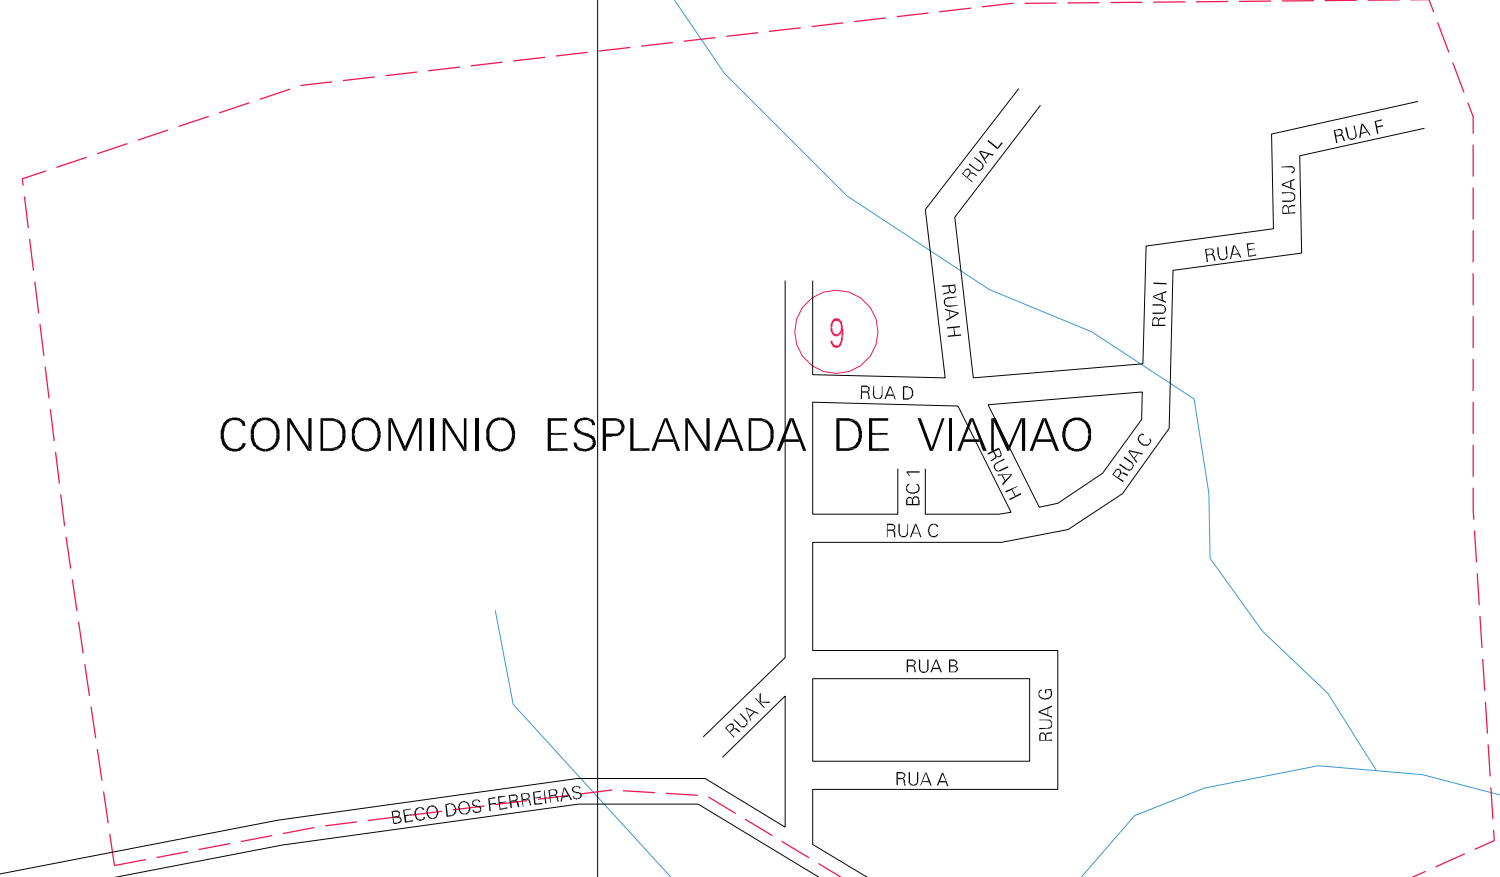 RUA F
RUA L
RUA J
RUA E
RUA I
RUA H
9
RUA D
CONDOMINIO ESPLANADA DE VIAMAO
RUA C
RUA H
BC 1
RUA C
RUA B
RUA G
RUA K
RUA A
BECO DOS FERREIRAS